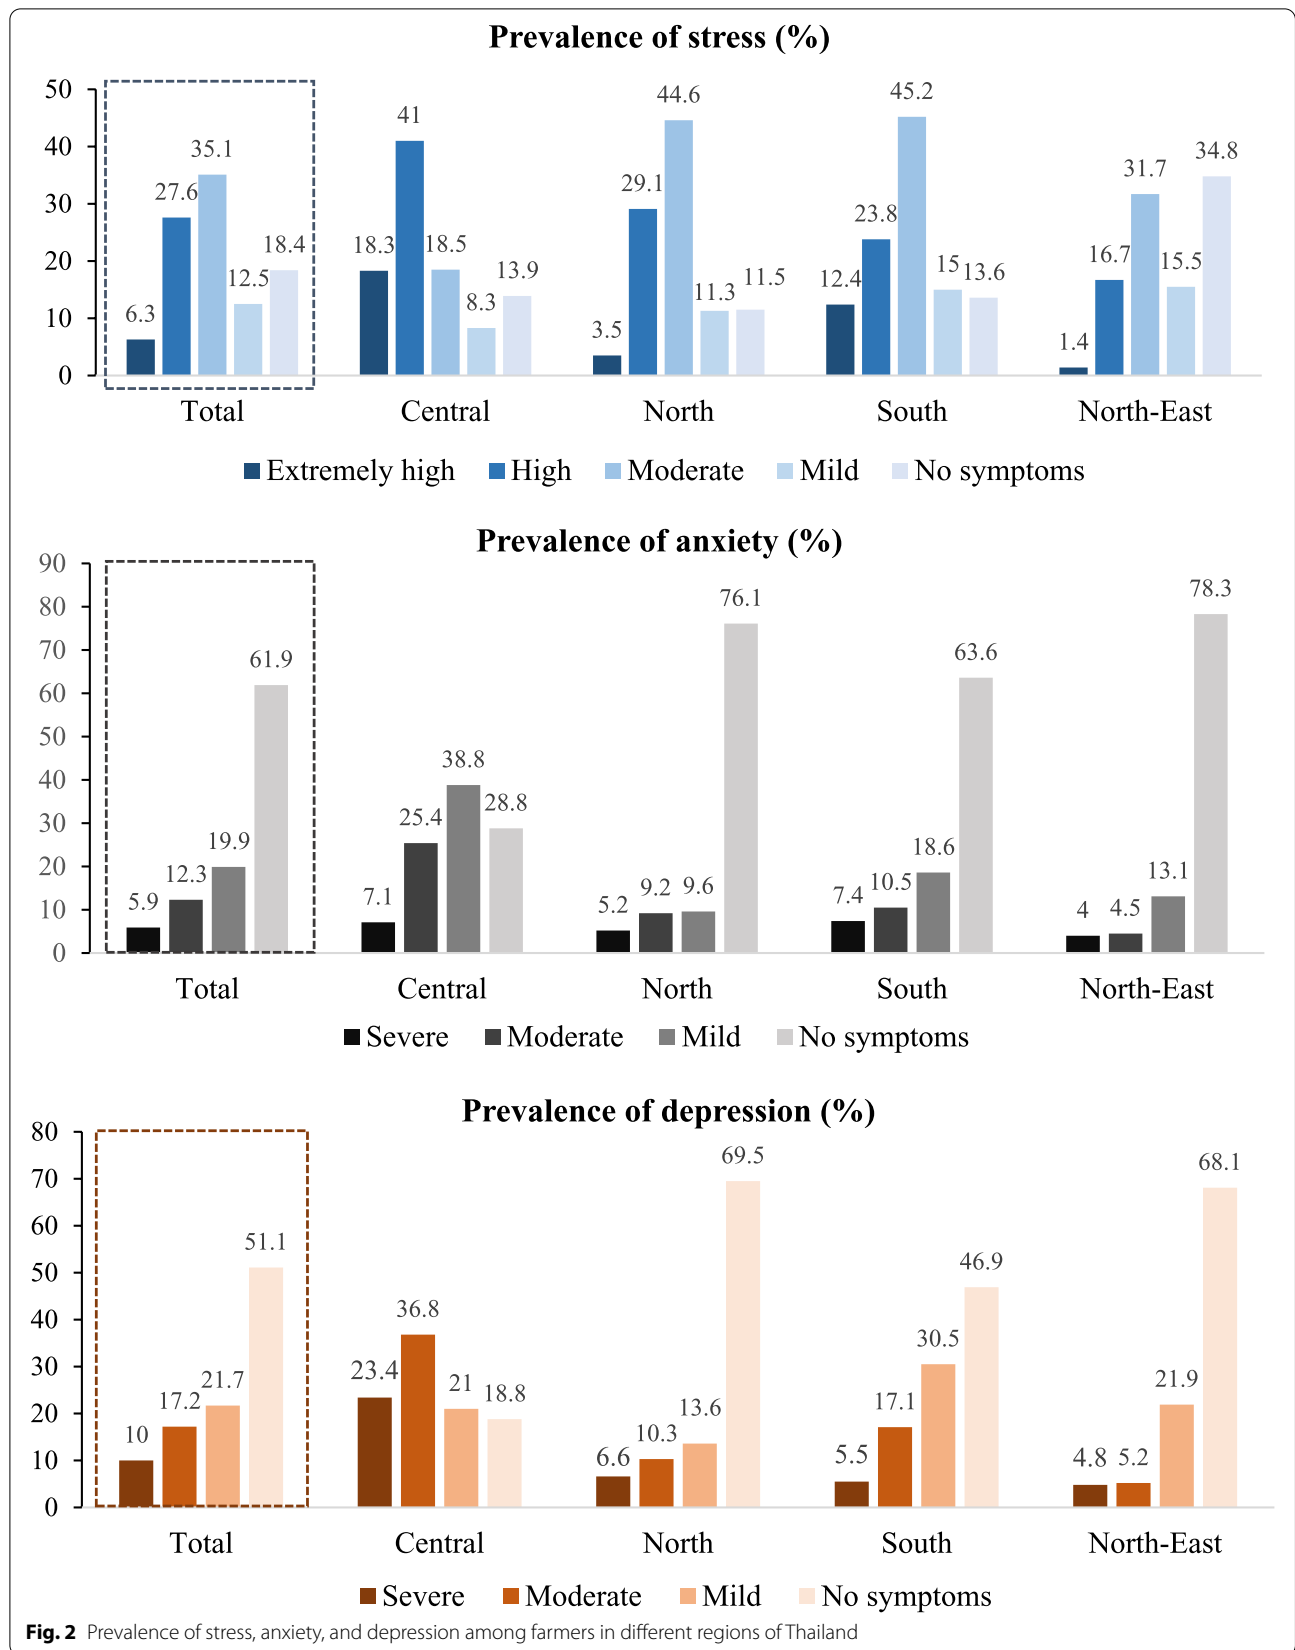 Prevalence of stress (%)
50
40
30
20
10
0
6.3 27.6 35.1 12.5 18.4
18.3 41 18.5 8.3 13.9
3.5 29.1 44.6 11.3 11.5
12.4 23.8 45.2 15 13.6
1.4 16.7 31.7 15.5 34.8
Total Central North South North-East
Extremely high High Moderate Mild No symptoms
Prevalence of anxiety (%)
90
80
70
60
50
40
30
20
10
0
5.9 12.3 19.9 61.9
7.1 25.4 38.8 28.8
5.2 9.2 9.6 76.1
7.4 10.5 18.6 63.6
4 4.5 13.1 78.3
Total Central North South North-East
Severe Moderate Mild No symptoms
Prevalence of depression (%)
80
70
60
50
40
30
20
10
0
10 17.2 21.7 51.1
23.4 36.8 21 18.8
6.6 10.3 13.6 69.5
5.5 17.1 30.5 46.9
4.8 5.2 21.9 68.1
Total Central North South North-East
Severe Moderate Mild No symptoms
Fig. 2 Prevalence of stress, anxiety, and depression among farmers in different regions of Thailand